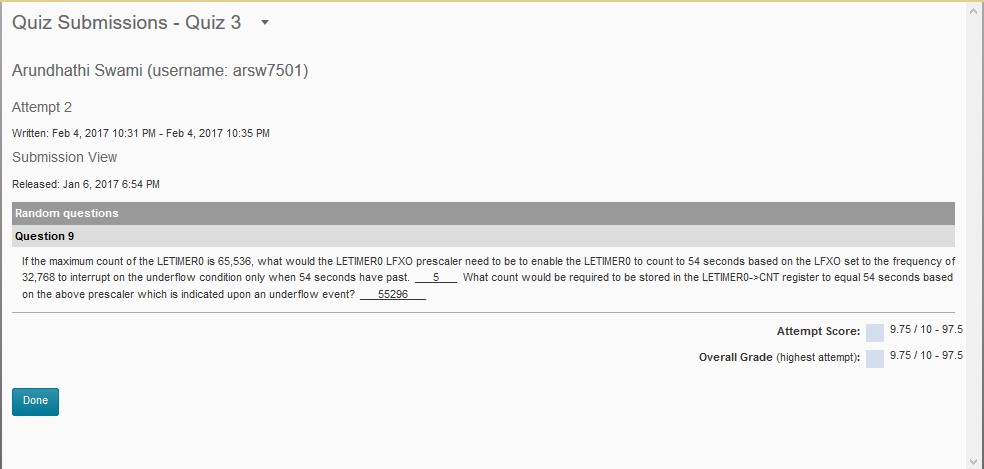 Quiz Submissions - Quiz 3
Arundhathi Swami (username: arsw7501)
Attempt 2
Written: Feb 4, 2017 10:31 PM - Feb 4, 2017 10:35 PM
Submission View
Released: Jan 6, 2017 6:54 PM
Random questions
Question 9
If the maximum count of the LETIMER0 is 65,536, what would the LETIMER0 LFXO prescaler need to be to enable the LETIMER0 to count to 54 seconds based on the LFXO set to the frequency of
32,768 to interrupt on the underflow condition only when 54 seconds have past. ___5___ What count would be required to be stored in the LETIMER0->CNT register to equal 54 seconds based
on the above prescaler which is indicated upon an underflow event? ___55296___
Attempt Score: 9.75 / 10 - 97.5
Overall Grade (highest attempt): 9.75 / 10 - 97.5
Done